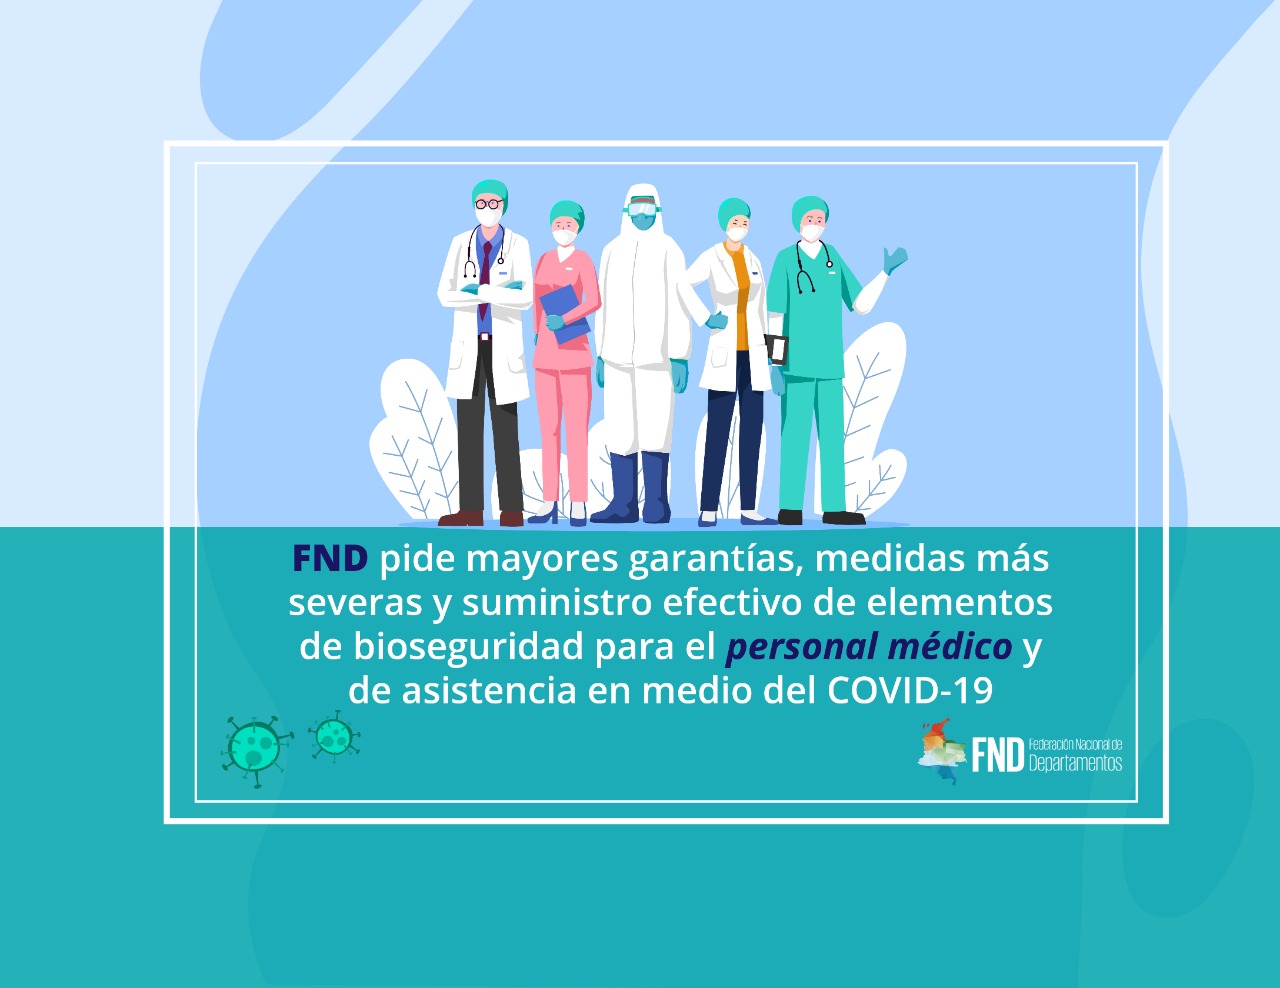 FND pide mayores garantías, medidas más
severas y suministro efectivo de elementos
de bioseguridad para el personal médico y
de asistencia en medio del COVID-19
FND Federación Nacional de
Departamentos